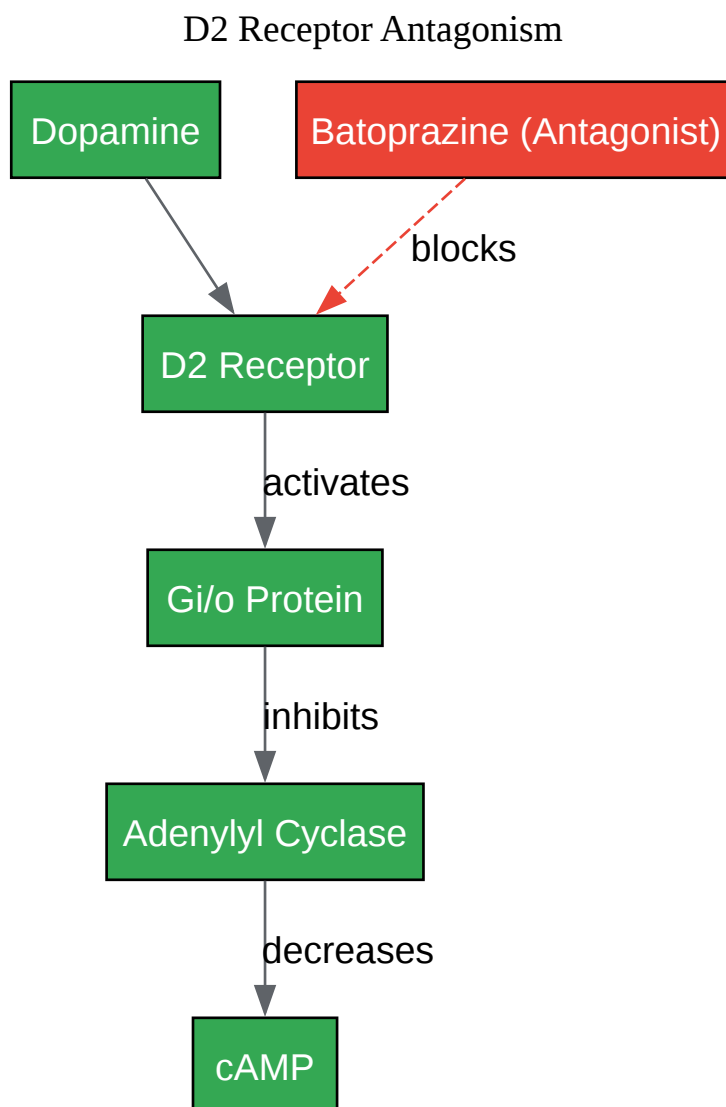 D2 Receptor Antagonism
Dopamine
Batoprazine (Antagonist)
blocks
D2 Receptor
activates
Gi/o Protein
inhibits
Adenylyl Cyclase
decreases
cAMP